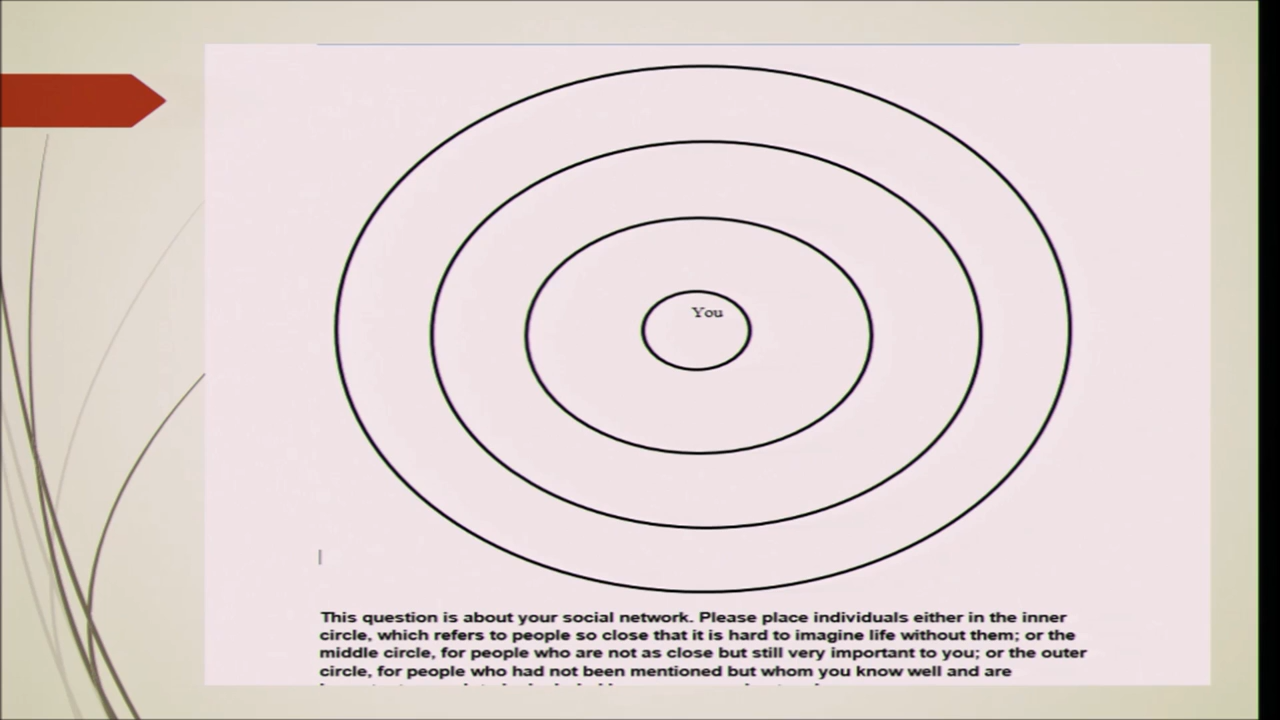 You
This question is about your social network. Please place individuals either in the inner
circle, which refers to people so close that it is hard to imagine life without them; or the
middle circle, for people who are not as close but still very important to you; or the outer
circle, for people who had not been mentioned but whom you know well and are